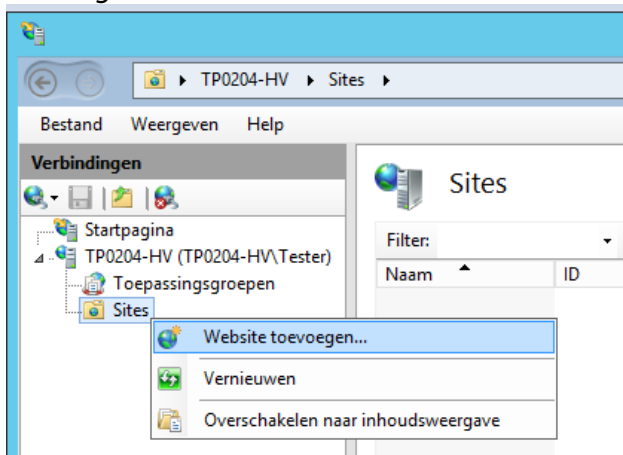 TP0204-HV Sites
Bestand Weergeven Help
Verbindingen
Startpagina
TP0204-HV (TP0204-HV\Tester)
Toepassingsgroepen
Sites
Sites
Filter:
Naam ID
Website toevoegen...
Vernieuwen
Overschakelen naar inhoudsweergave